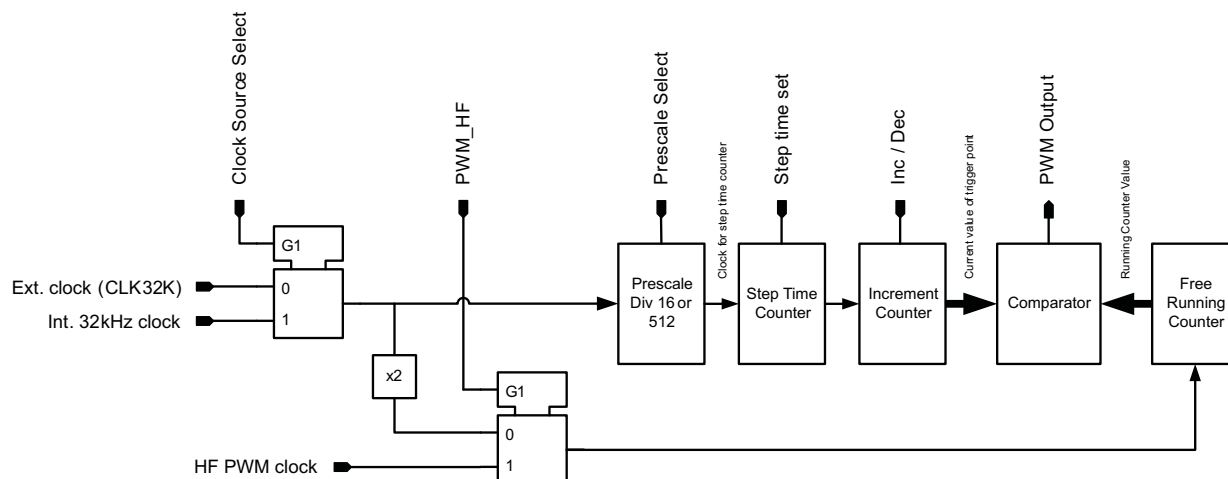 Clock Source Select
PWM_HF
Prescale Select
Clock for step time counter
Step time set
Inc / Dec
Current value of trigger point
PWM Output
Running Counter Value
G1
Ext. clock (CLK32K)
0
Int. 32kHz clock
1
Prescale
Div 16 or
512
Step Time
Counter
Increment
Counter
Comparator
Free
Running
Counter
x2
G1
0
HF PWM clock
1